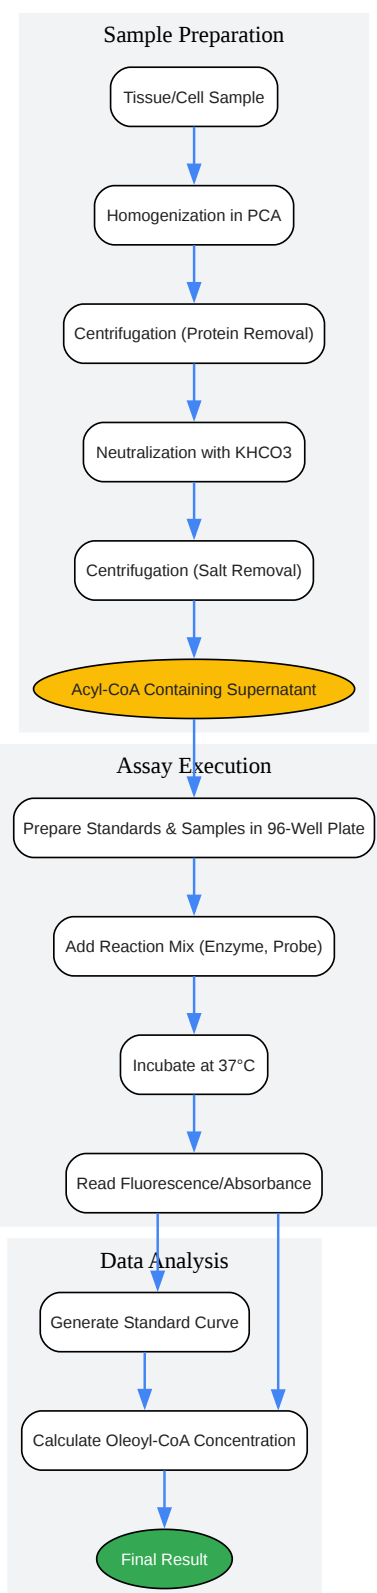 Sample Preparation
Tissue/Cell Sample
Homogenization in PCA
Centrifugation (Protein Removal)
Neutralization with KHCO3
Centrifugation (Salt Removal)
Acyl-CoA Containing Supernatant
Assay Execution
Prepare Standards & Samples in 96-Well Plate
Add Reaction Mix (Enzyme, Probe)
Incubate at 37°C
Read Fluorescence/Absorbance
Data Analysis
Generate Standard Curve
Calculate Oleoyl-CoA Concentration
Final Result